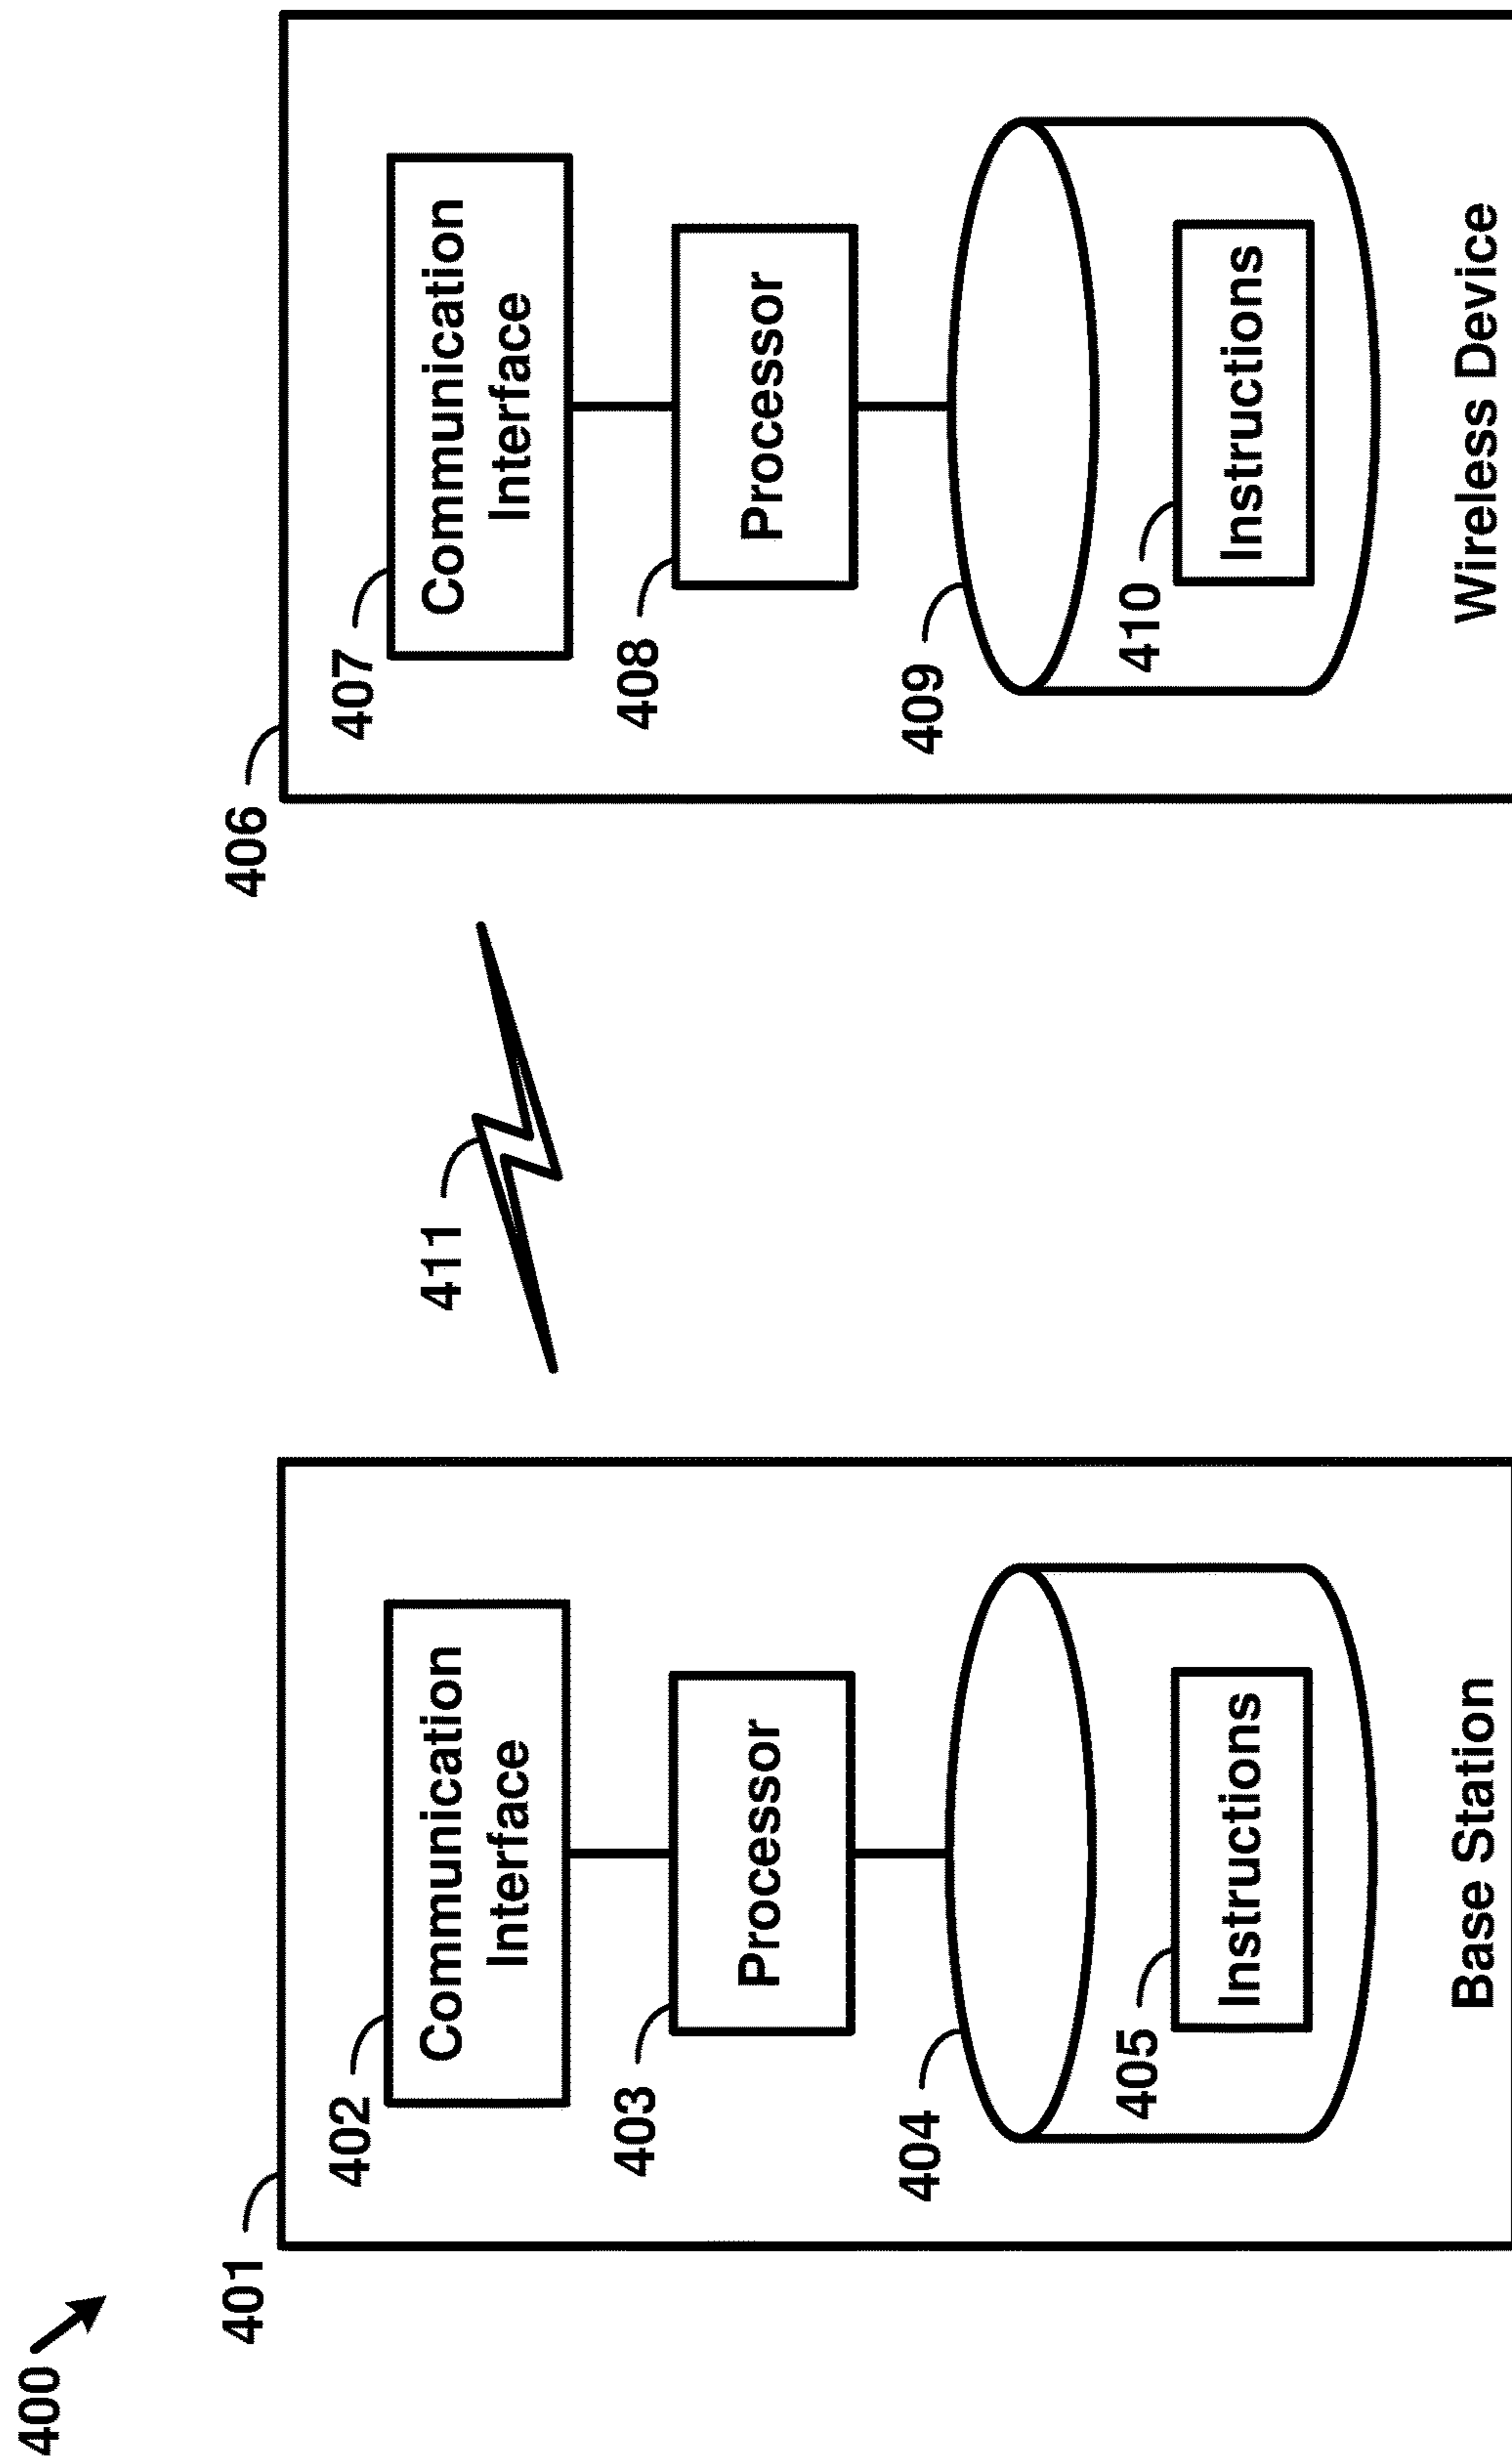 400
401
402
Communication
Interface
403
Processor
404
405
Instructions
Base Station
411
406
407
Communication
Interface
408
Processor
409
410
Instructions
Wireless Device